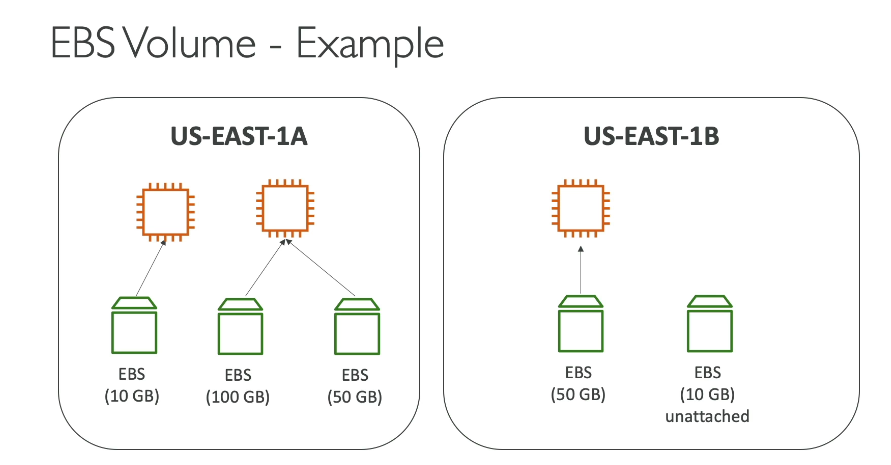 EBS Volume - Example
US-EAST-1A
EBS
(10 GB)
EBS
(100 GB)
EBS
(50 GB)
US-EAST-1B
EBS
(50 GB)
EBS
(10 GB)
unattached